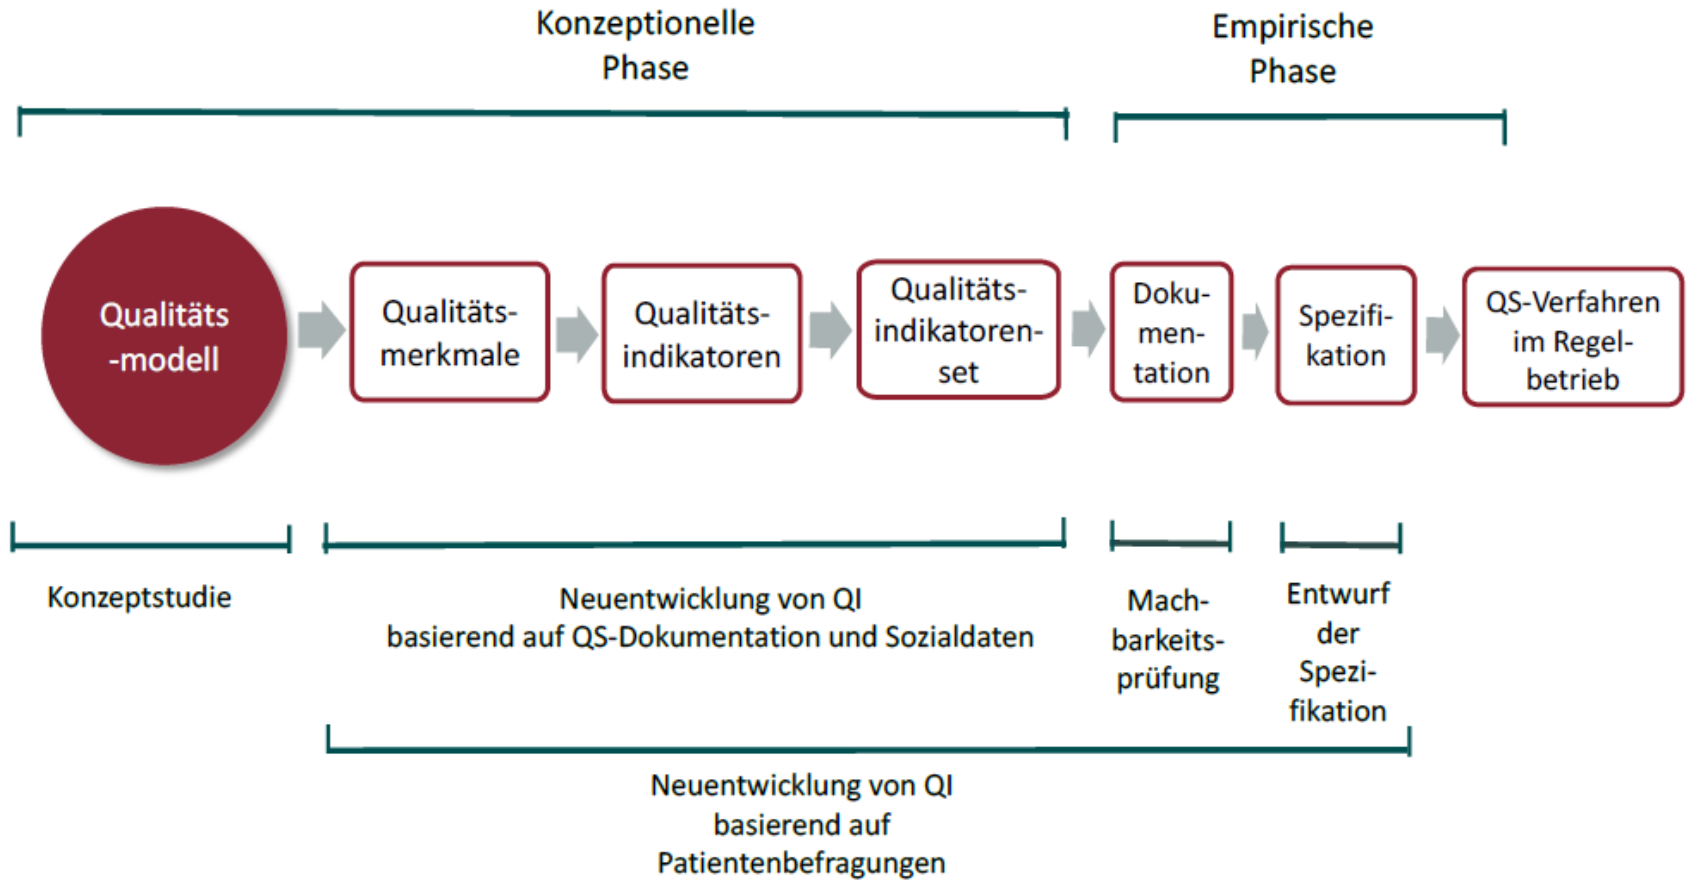 Konzeptionelle
Phase
Empirische
Phase
Qualitäts
-modell
Qualitäts-
merkmale
Qualitäts-
indikatoren
Qualitäts-
indikatoren-
set
Doku-
men-
tation
Spezifi-
kation
QS-Verfahren
im Regel-
betrieb
Konzeptstudie
Neuentwicklung von QI
basierend auf QS-Dokumentation und Sozialdaten
Mach-
barkeits-
prüfung
Entwurf
der
Spezi-
fikation
Neuentwicklung von QI
basierend auf
Patientenbefragungen